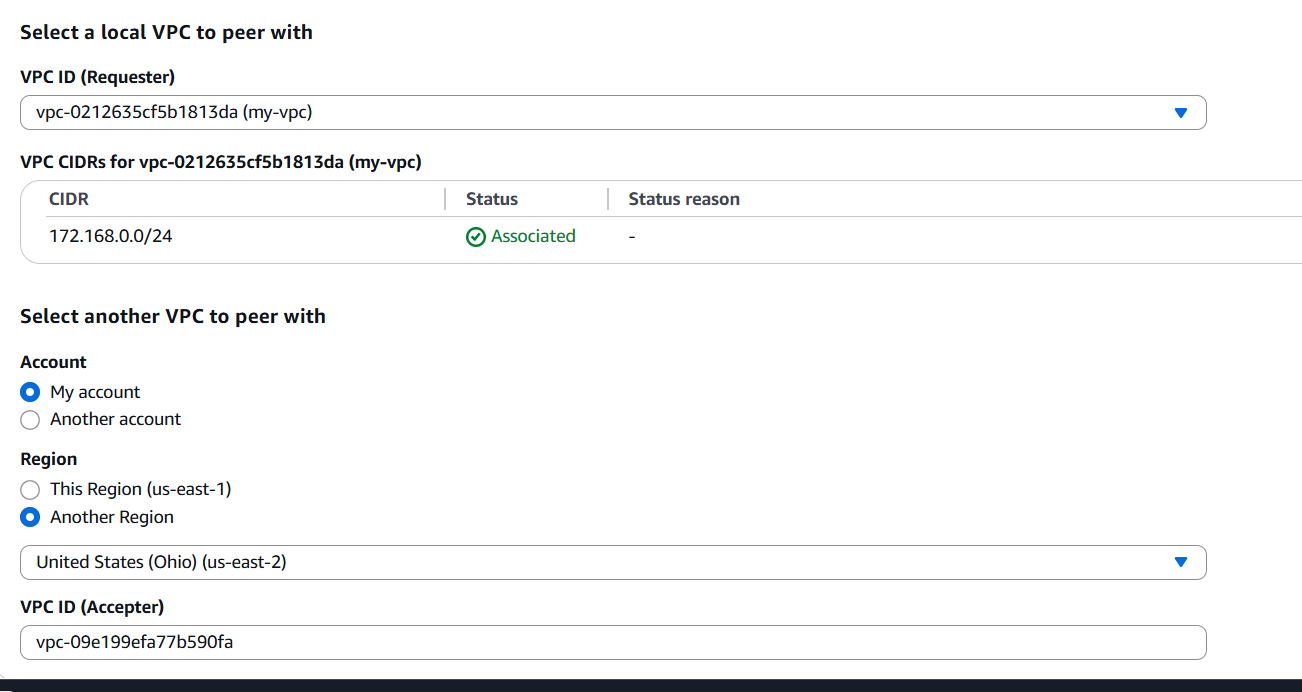 Select a local VPC to peer with
VPC ID (Requester)
vpc-0212635cf5b1813da (my-vpc)
VPC CIDRs for vpc-0212635cf5b1813da (my-vpc)
CIDR Status Status reason
172.168.0.0/24 Associated -
Select another VPC to peer with
Account
My account
Another account
Region
This Region (us-east-1)
Another Region
United States (Ohio) (us-east-2)
VPC ID (Accepter)
vpc-09e199efa77b590fa